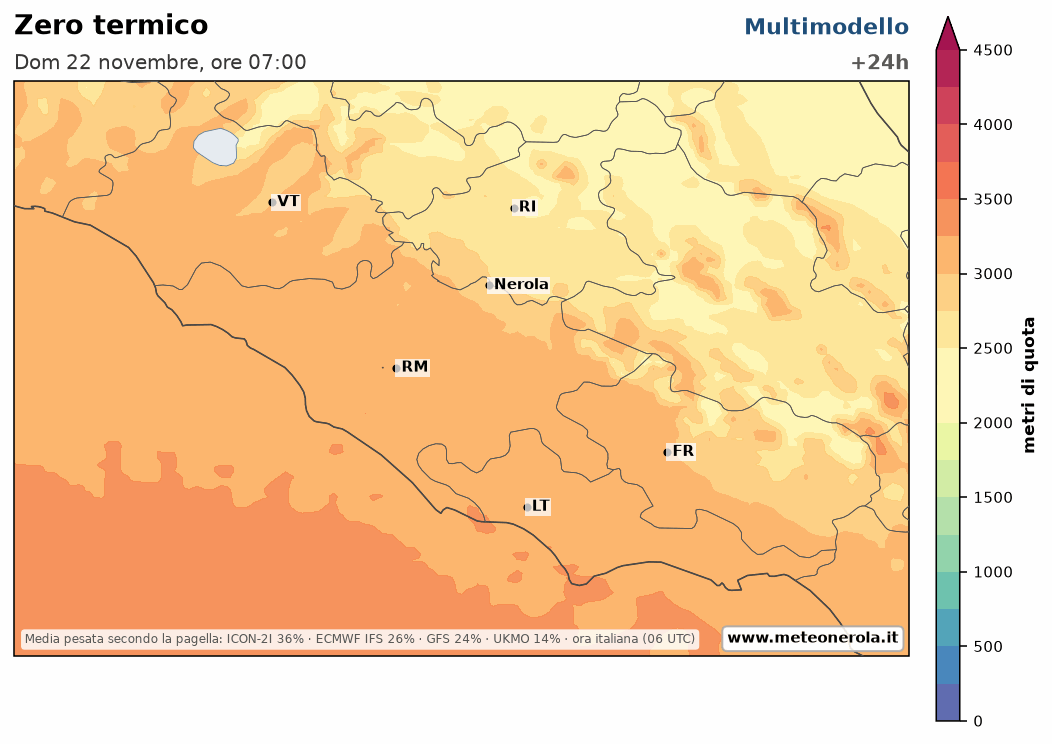 Zero termico
Multimodello
Dom 22 novembre, ore 07:00
+24h
4500
4000
3500
3000
2500
2000
1500
1000
500
0
metri di quota
VT
RI
Nerola
RM
FR
LT
Media pesata secondo la pagella: ICON-2I 36% · ECMWF IFS 26% · GFS 24% · UKMO 14% · ora italiana (06 UTC)
www.meteonerola.it